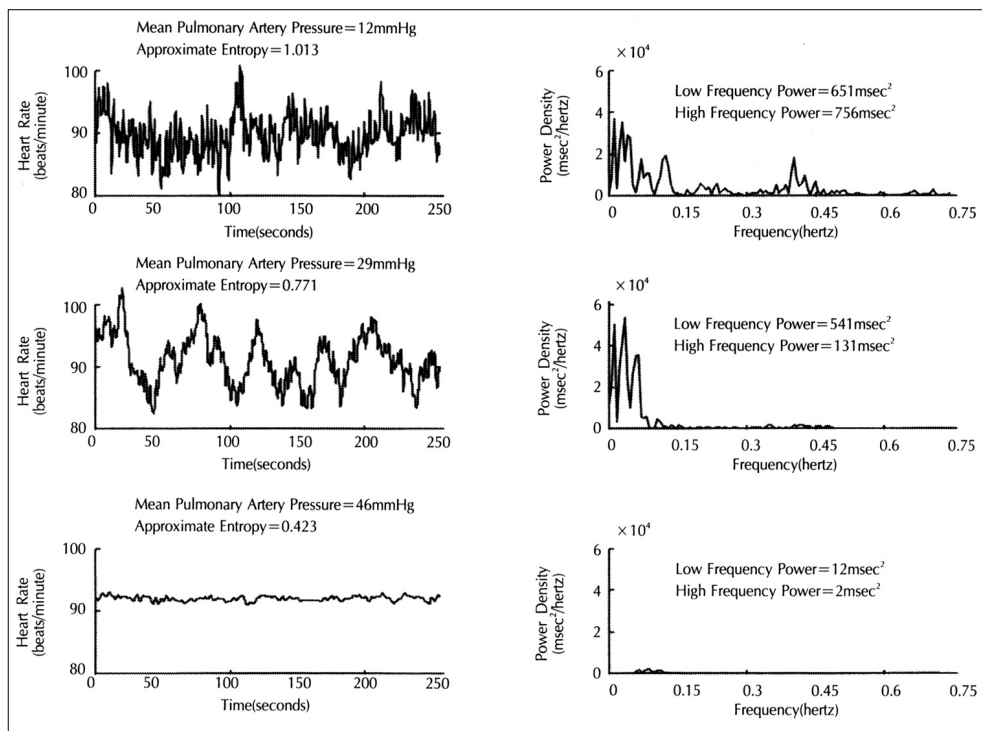 Mean Pulmonary Artery Pressure=12mmHg
Approximate Entropy=1.013
Heart Rate
(beats/minute)
100
90
80
0 50 100 150 200 250
Time(seconds)
×10⁴
Power Density
(msec²/hertz)
6
4
2
0
Low Frequency Power=651msec²
High Frequency Power=756msec²
0 0.15 0.3 0.45 0.6 0.75
Frequency(hertz)
Mean Pulmonary Artery Pressure=29mmHg
Approximate Entropy=0.771
Heart Rate
(beats/minute)
100
90
80
0 50 100 150 200 250
Time(seconds)
×10⁴
Power Density
(msec²/hertz)
6
4
2
0
Low Frequency Power=541msec²
High Frequency Power=131msec²
0 0.15 0.3 0.45 0.6 0.75
Frequency(hertz)
Mean Pulmonary Artery Pressure=46mmHg
Approximate Entropy=0.423
Heart Rate
(beats/minute)
100
90
80
0 50 100 150 200 250
Time(seconds)
×10⁴
Power Density
(msec²/hertz)
6
4
2
0
Low Frequency Power=12msec²
High Frequency Power=2msec²
0 0.15 0.3 0.45 0.6 0.75
Frequency(hertz)